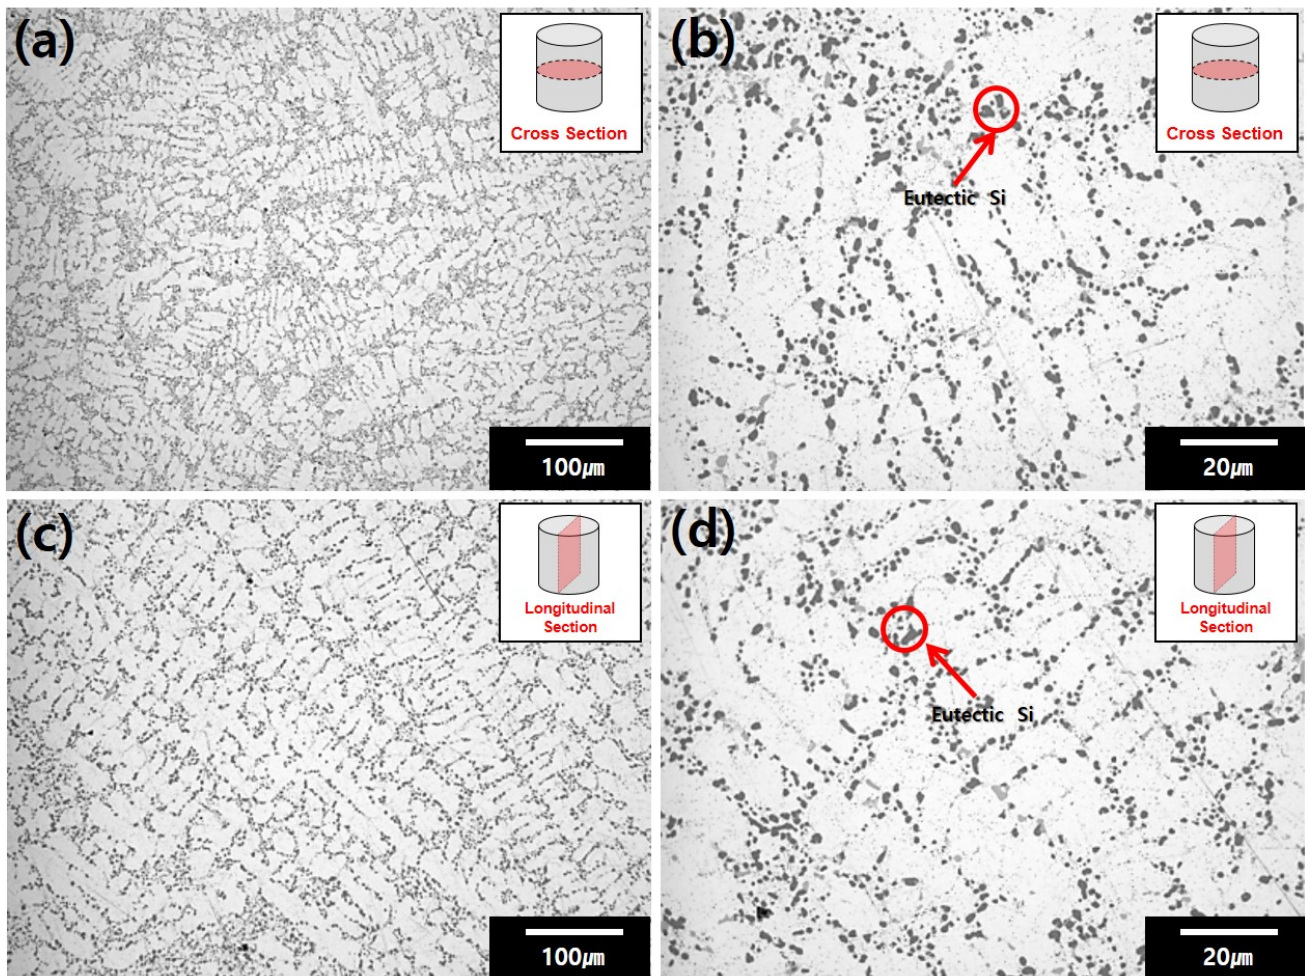 (a)
Cross Section
100㎛
(b)
Cross Section
Eutectic Si
20㎛
(c)
Longitudinal
Section
100㎛
(d)
Longitudinal
Section
Eutectic Si
20㎛